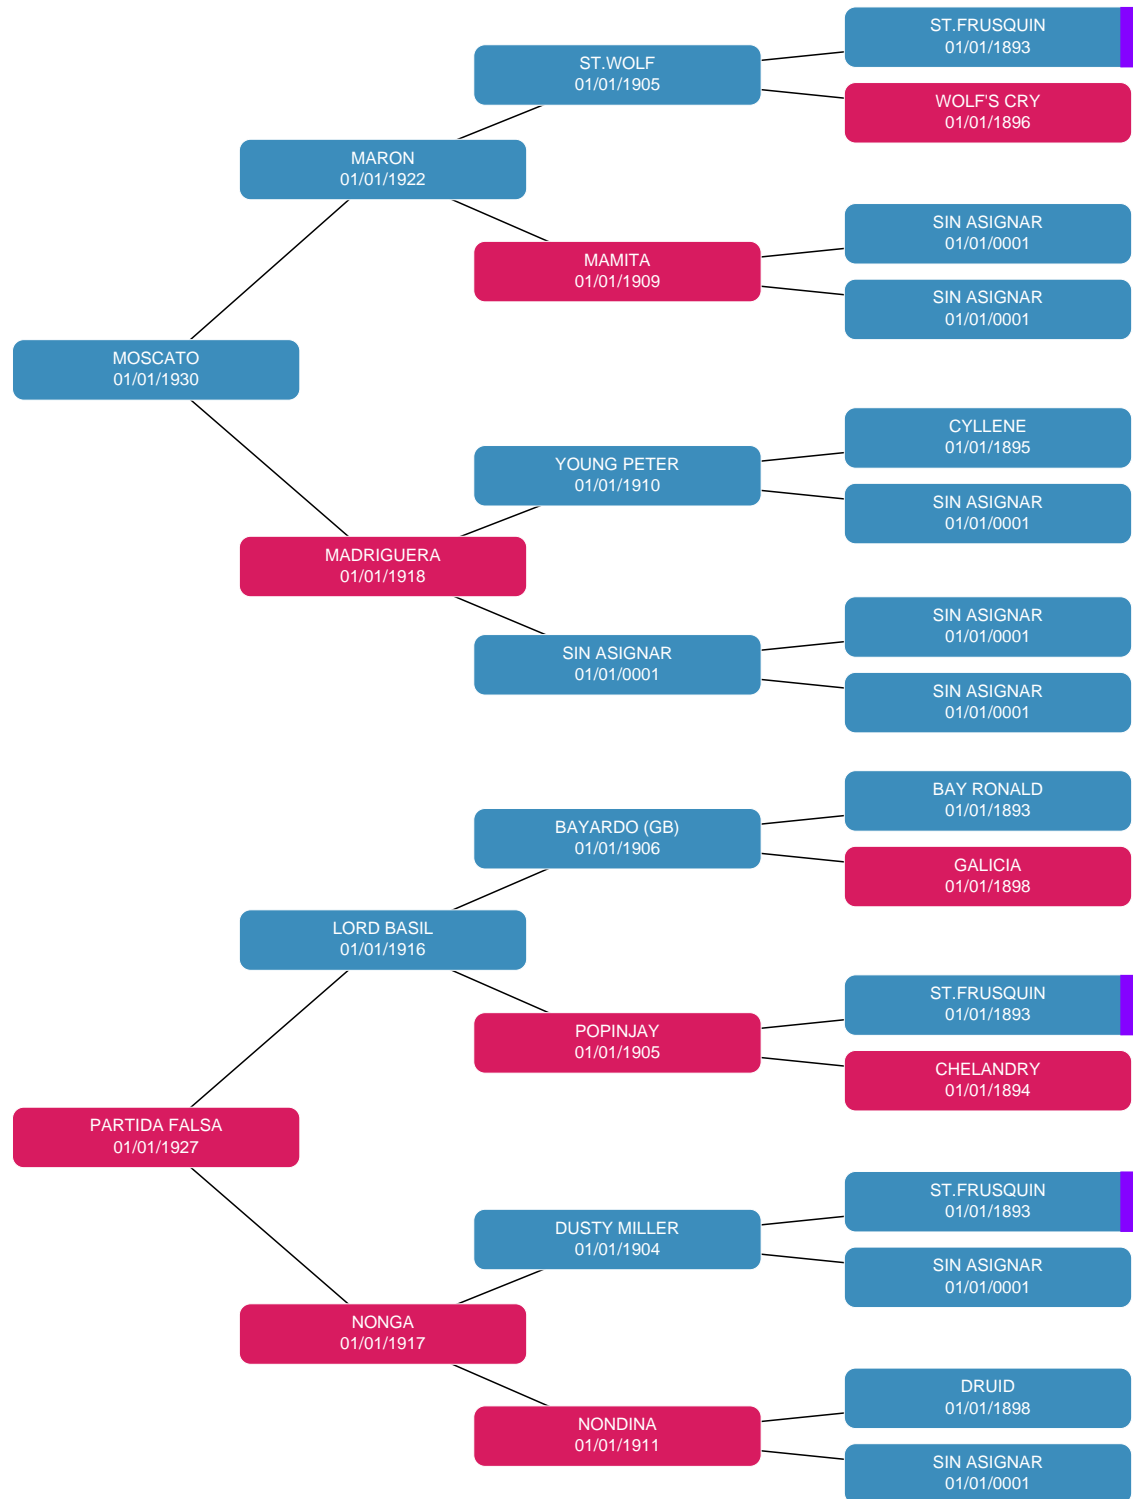 ST.FRUSQUIN
01/01/1893
ST.WOLF
01/01/1905
WOLF'S CRY
01/01/1896
MARON
01/01/1922
SIN ASIGNAR
01/01/0001
MAMITA
01/01/1909
SIN ASIGNAR
01/01/0001
MOSCATO
01/01/1930
CYLLENE
01/01/1895
YOUNG PETER
01/01/1910
SIN ASIGNAR
01/01/0001
MADRIGUERA
01/01/1918
SIN ASIGNAR
01/01/0001
SIN ASIGNAR
01/01/0001
SIN ASIGNAR
01/01/0001
BAY RONALD
01/01/1893
BAYARDO (GB)
01/01/1906
GALICIA
01/01/1898
LORD BASIL
01/01/1916
ST.FRUSQUIN
01/01/1893
POPINJAY
01/01/1905
CHELANDRY
01/01/1894
PARTIDA FALSA
01/01/1927
ST.FRUSQUIN
01/01/1893
DUSTY MILLER
01/01/1904
SIN ASIGNAR
01/01/0001
NONGA
01/01/1917
DRUID
01/01/1898
NONDINA
01/01/1911
SIN ASIGNAR
01/01/0001